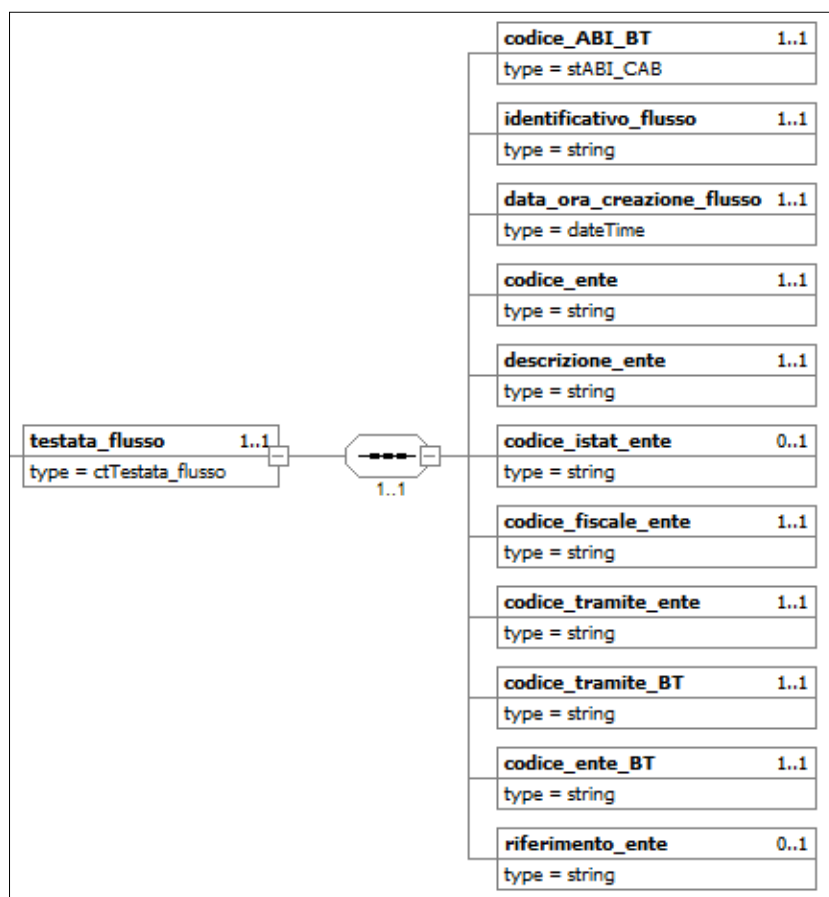 codice_ABI_BT 1..1
type = stABI_CAB
identificativo_flusso 1..1
type = string
data_ora_creazione_flusso 1..1
type = dateTime
codice_ente 1..1
type = string
descrizione_ente 1..1
type = string
testata_flusso 1..1
type = ctTestata_flusso
1..1
codice_istat_ente 0..1
type = string
codice_fiscale_ente 1..1
type = string
codice_tramite_ente 1..1
type = string
codice_tramite_BT 1..1
type = string
codice_ente_BT 1..1
type = string
riferimento_ente 0..1
type = string